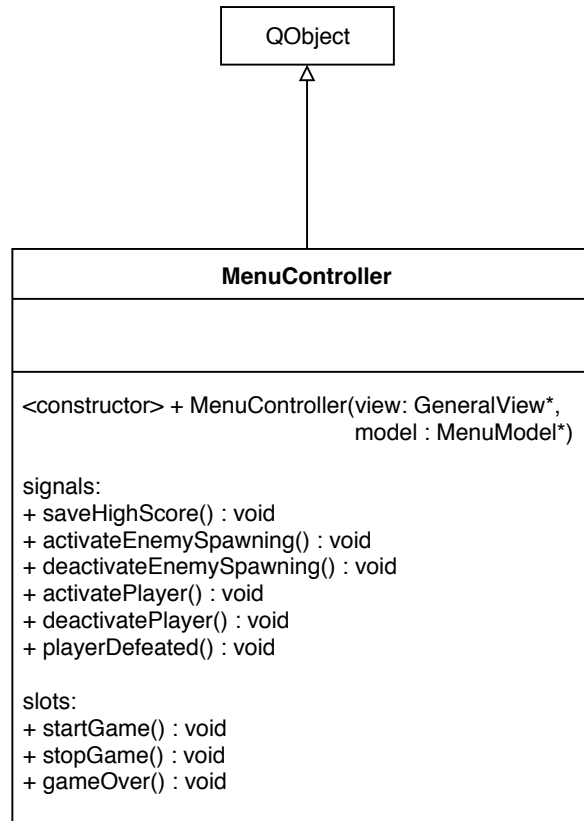 QObject
MenuController
<constructor> + MenuController(view: GeneralView*,
model : MenuModel*)
signals:
+ saveHighScore() : void
+ activateEnemySpawning() : void
+ deactivateEnemySpawning() : void
+ activatePlayer() : void
+ deactivatePlayer() : void
+ playerDefeated() : void
slots:
+ startGame() : void
+ stopGame() : void
+ gameOver() : void